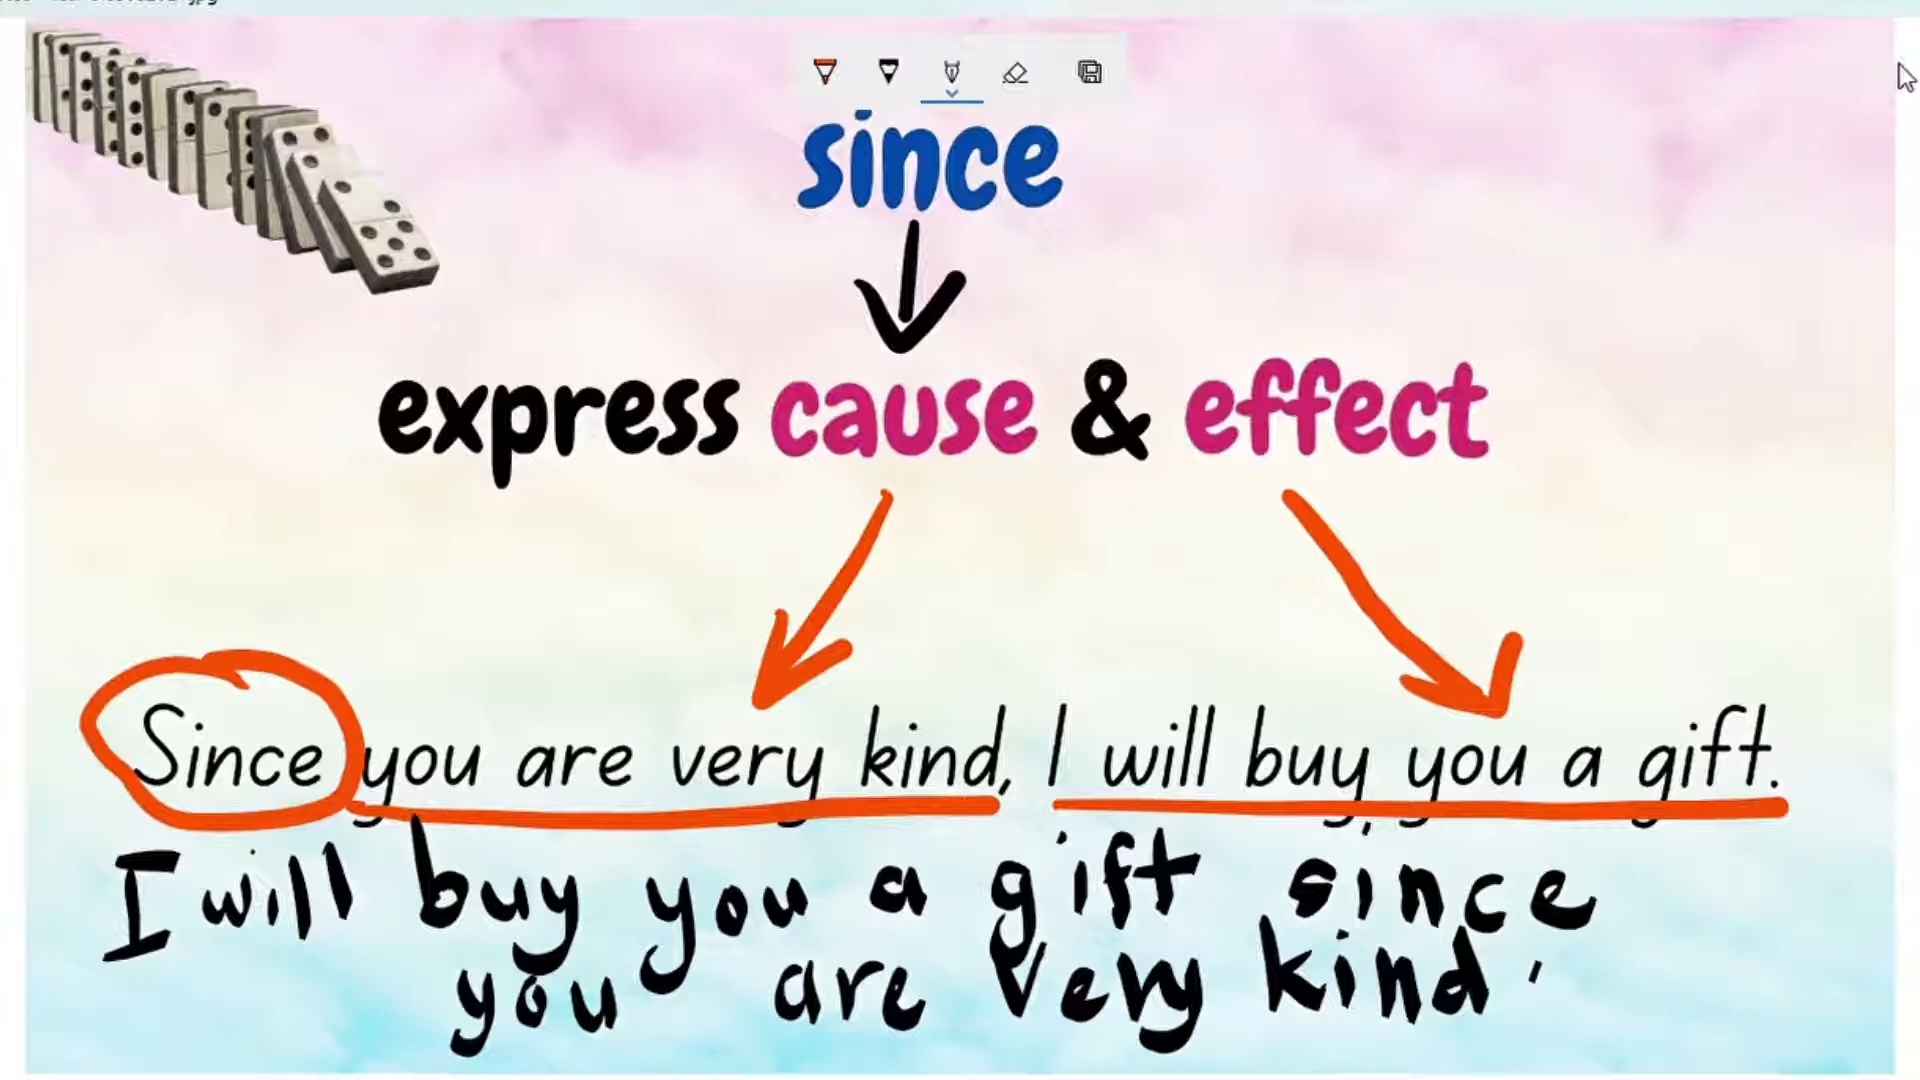 since
express cause & effect
Since you are very kind, I will buy you a gift.
I will buy you a gift since
you are very kind.